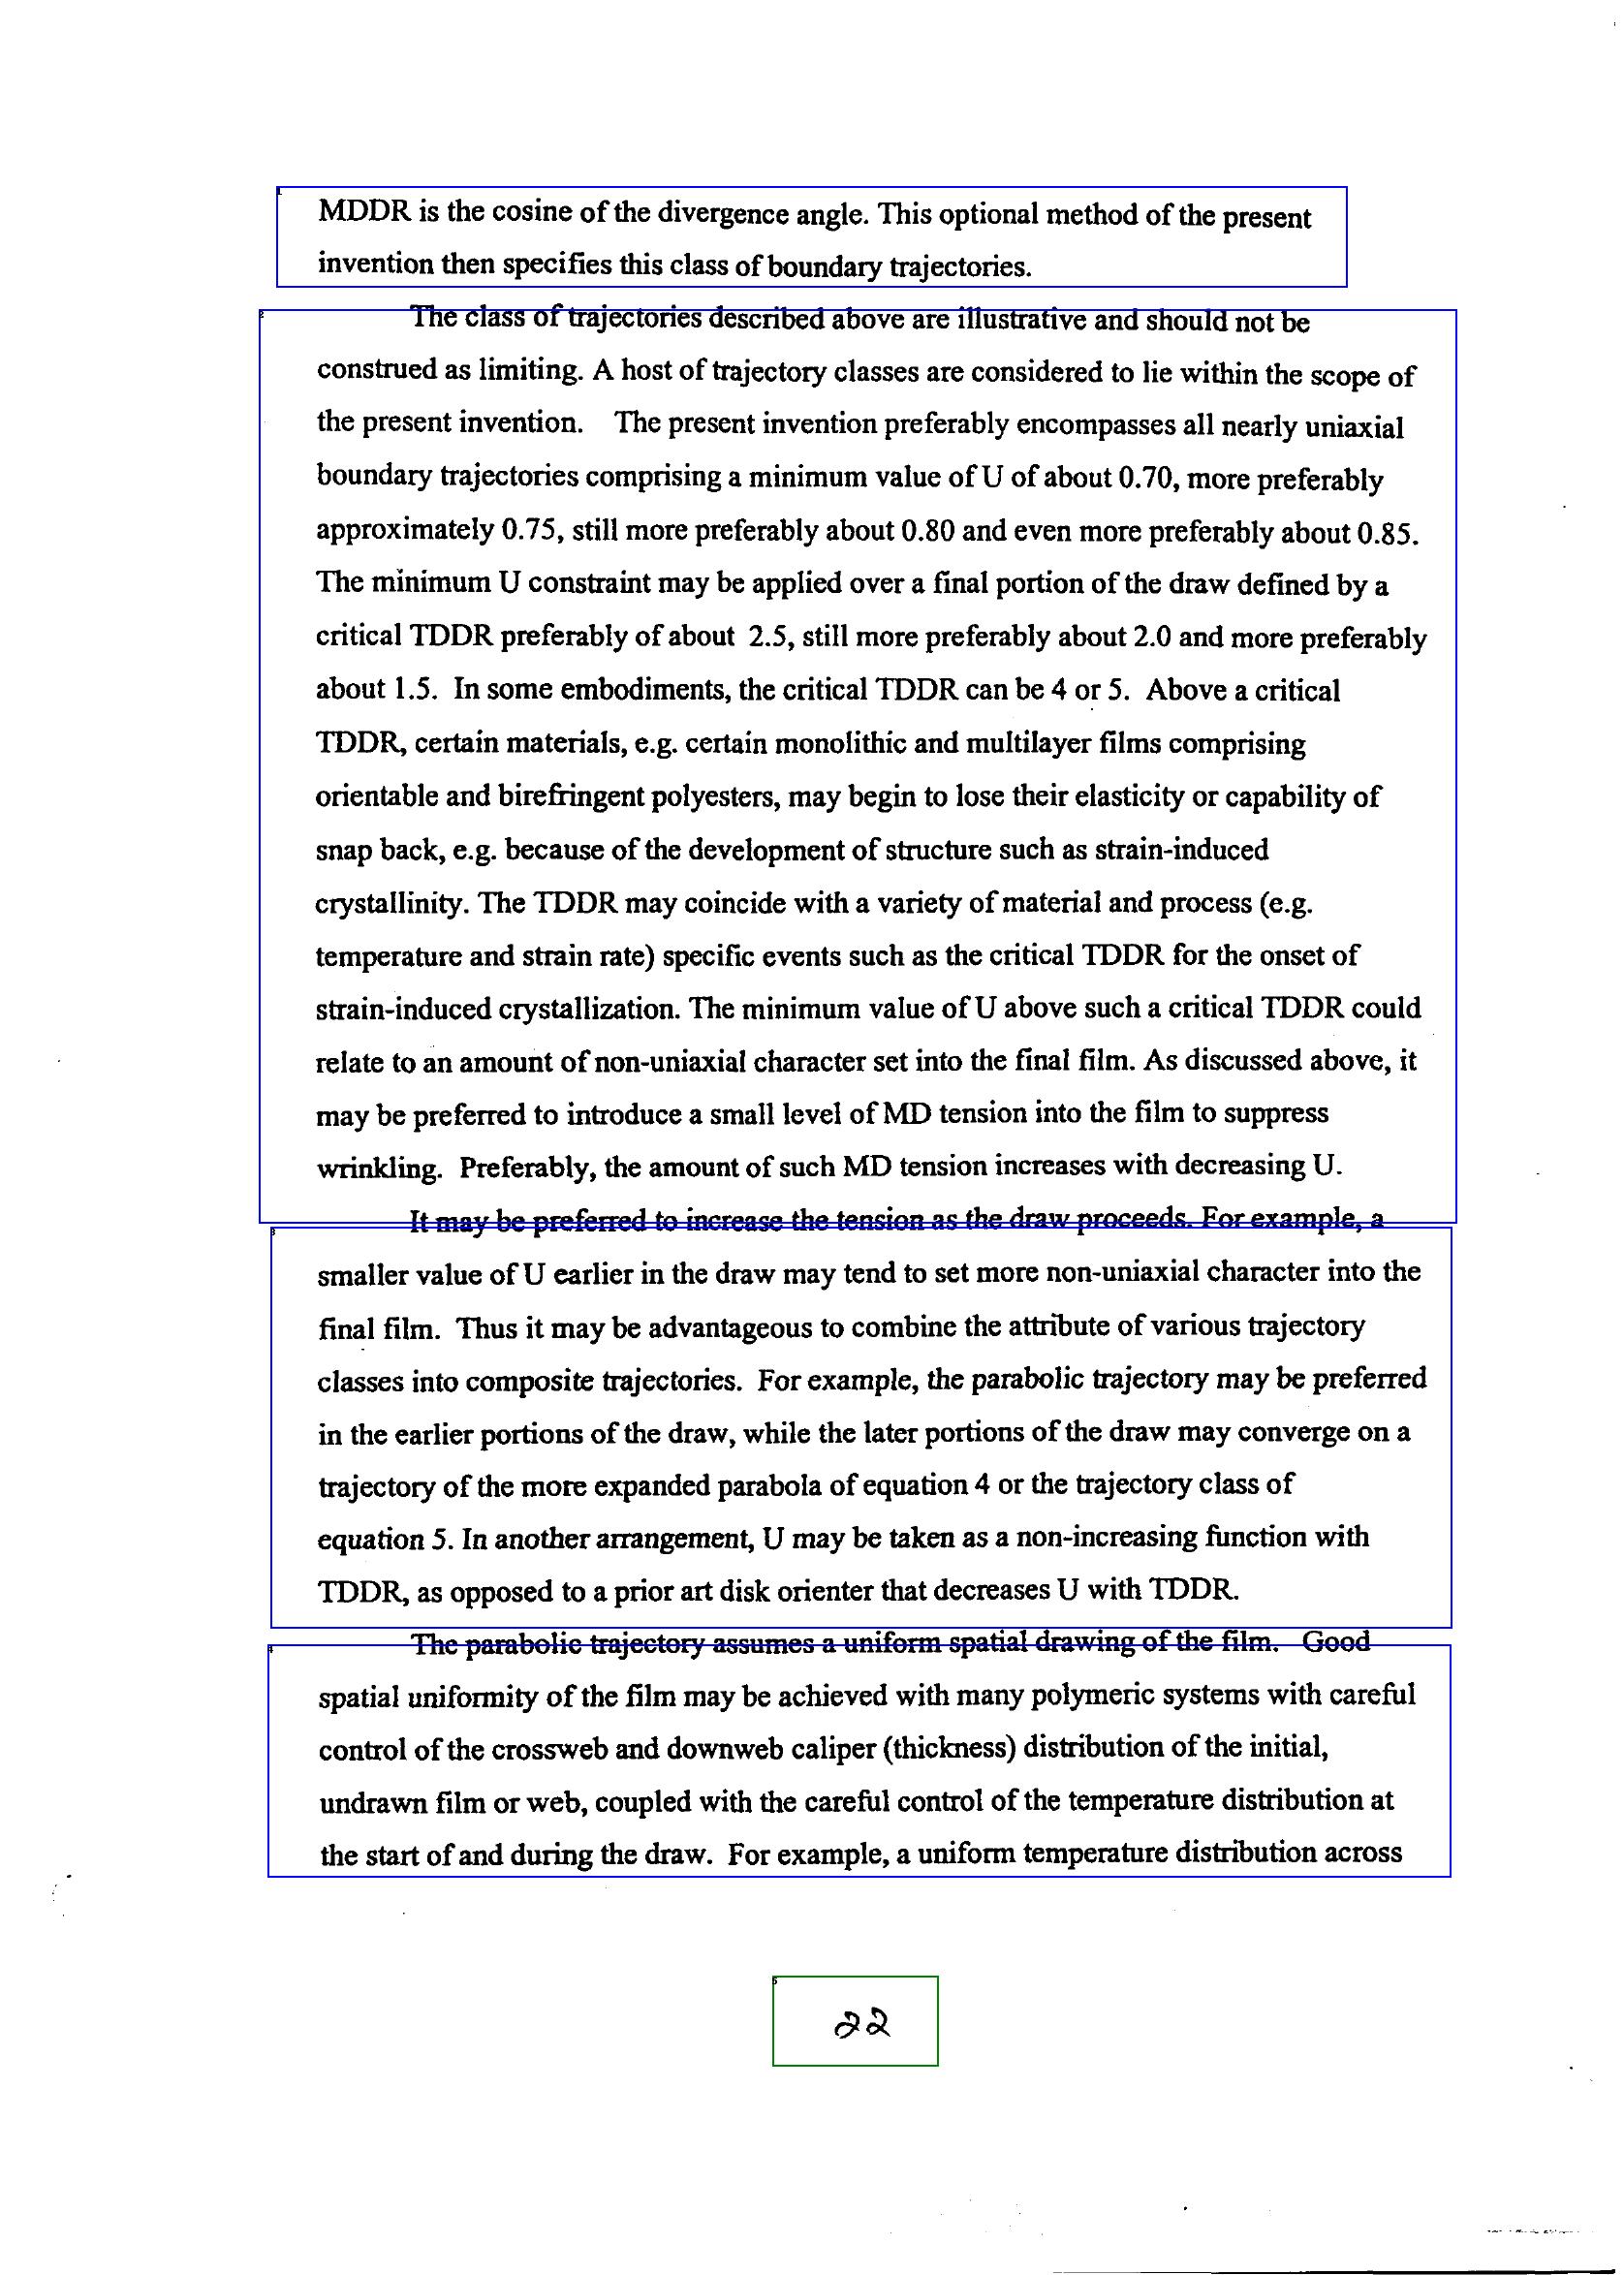 MDDR is the cosine of the divergence angle. This optional method of the present
invention then specifies this class of boundary trajectories.
The class of trajectories described above are illustrative and should not be
construed as limiting. A host of trajectory classes are considered to lie within the scope of
the present invention. The present invention preferably encompasses all nearly uniaxial
boundary trajectories comprising a minimum value of U of about 0.70, more preferably
approximately 0.75, still more preferably about 0.80 and even more preferably about 0.85.
The minimum U constraint may be applied over a final portion of the draw defined by a
critical TDDR preferably of about 2.5, still more preferably about 2.0 and more preferably
about 1.5. In some embodiments, the critical TDDR can be 4 or 5. Above a critical
TDDR, certain materials, e.g. certain monolithic and multilayer films comprising
orientable and birefringent polyesters, may begin to lose their elasticity or capability of
snap back, e.g. because of the development of structure such as strain-induced
crystallinity. The TDDR may coincide with a variety of material and process (e.g.
temperature and strain rate) specific events such as the critical TDDR for the onset of
strain-induced crystallization. The minimum value of U above such a critical TDDR could
relate to an amount of non-uniaxial character set into the final film. As discussed above, it
may be preferred to introduce a small level of MD tension into the film to suppress
wrinkling. Preferably, the amount of such MD tension increases with decreasing U.
It may be preferred to increase the tension as the draw proceeds. For example, a
smaller value of U earlier in the draw may tend to set more non-uniaxial character into the
final film. Thus it may be advantageous to combine the attribute of various trajectory
classes into composite trajectories. For example, the parabolic trajectory may be preferred
in the earlier portions of the draw, while the later portions of the draw may converge on a
trajectory of the more expanded parabola of equation 4 or the trajectory class of
equation 5. In another arrangement, U may be taken as a non-increasing function with
TDDR, as opposed to a prior art disk orienter that decreases U with TDDR.
The parabolic trajectory assumes a uniform spatial drawing of the film. Good
spatial uniformity of the film may be achieved with many polymeric systems with careful
control of the crossweb and downweb caliper (thickness) distribution of the initial,
undrawn film or web, coupled with the careful control of the temperature distribution at
the start of and during the draw. For example, a uniform temperature distribution across
22